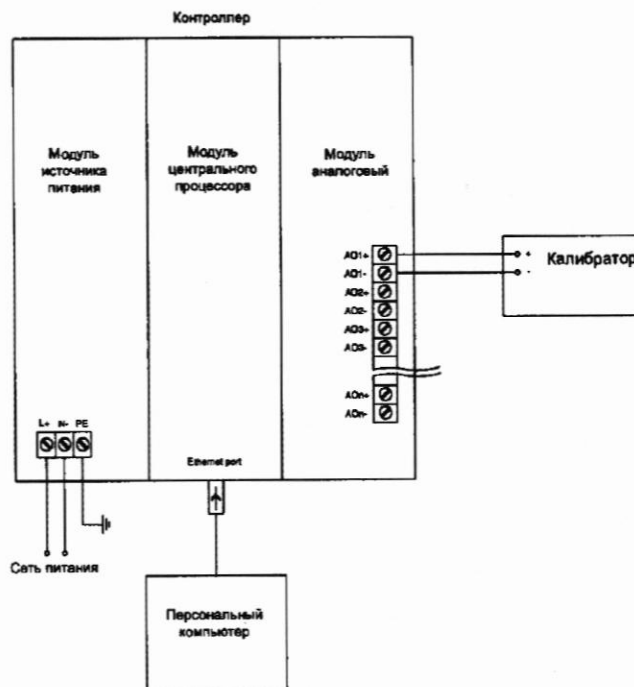 Контроллер
Модуль
источника
питания
Модуль
центрального
процессора
Модуль
аналоговый
AO1+
AO1-
AO2+
AO2-
AO3+
AO3-
AOn+
AOn-
+
-
Калибратор
L+ N- PE
Ethernet port
Сеть питания
Персональный
компьютер